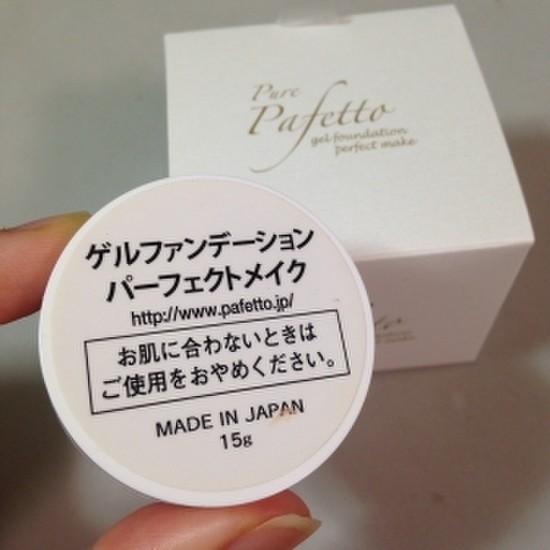 Pure
Pafetto
gel foundation
perfect make
ゲルファンデーション
パーフェクトメイク
http://www.pafetto.jp/
お肌に合わないときは
ご使用をおやめください。
MADE IN JAPAN
15g